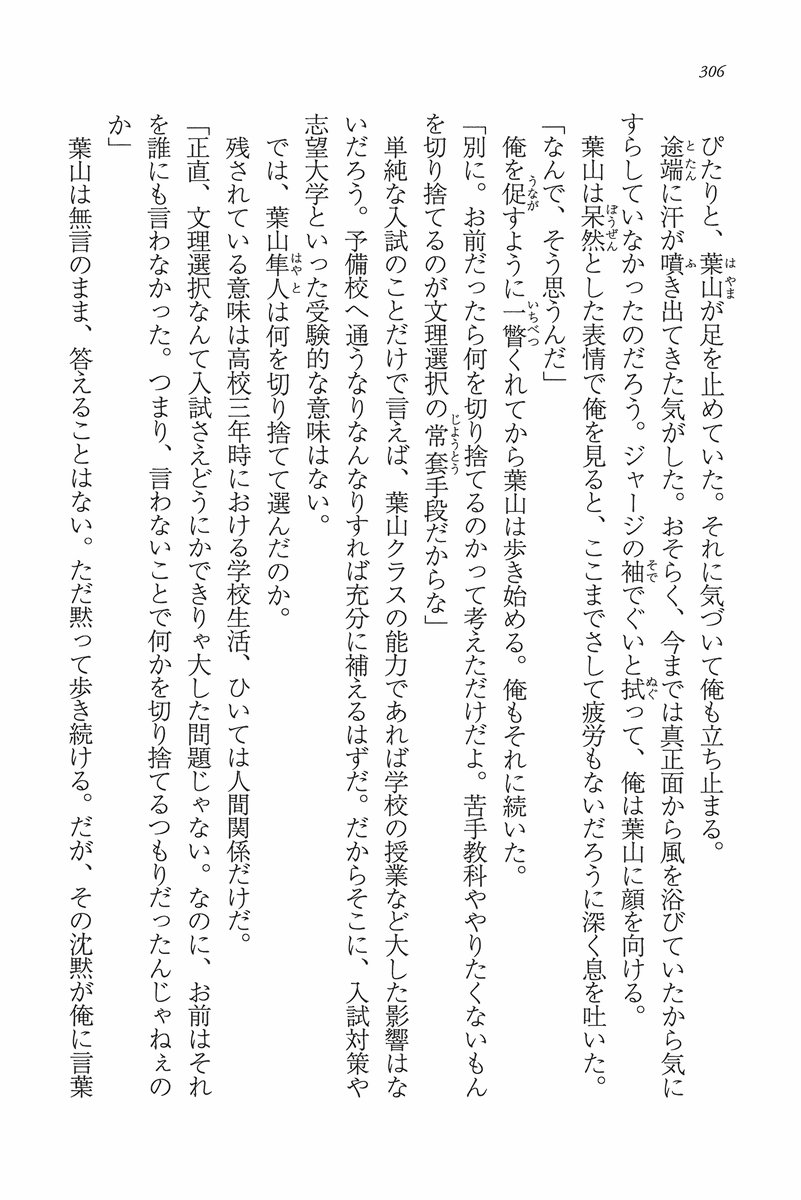 306
ぴたりと、葉山が足を止めていた。それに気づいて俺も立ち止まる。
途端に汗が噴き出てきた気がした。おそらく、今までは真正面から風を浴びていたから気に
すらしていなかったのだろう。ジャージの袖でぐいと拭って、俺は葉山に顔を向ける。
葉山は呆然とした表情で俺を見ると、ここまでさして疲労もないだろうに深く息を吐いた。
「なんで、そう思うんだ」
俺を促すように一瞥くれてから葉山は歩き始める。俺もそれに続いた。
「別に。お前だったら何を切り捨てるのかって考えただけだよ。苦手教科ややりたくないもん
を切り捨てるのが文理選択の常套手段だからな」
単純な入試のことだけで言えば、葉山クラスの能力であれば学校の授業など大した影響はな
いだろう。予備校へ通うなりなんなりすれば充分に補えるはずだ。だからそこに、入試対策や
志望大学といった受験的な意味はない。
では、葉山隼人は何を切り捨てて選んだのか。
残されている意味は高校三年時における学校生活、ひいては人間関係だけだ。
「正直、文理選択なんて入試さえどうにかできりゃ大した問題じゃない。なのに、お前はそれ
を誰にも言わなかった。つまり、言わないことで何かを切り捨てるつもりだったんじゃねぇの
か」
葉山は無言のまま、答えることはない。ただ黙って歩き続ける。だが、その沈黙が俺に言葉